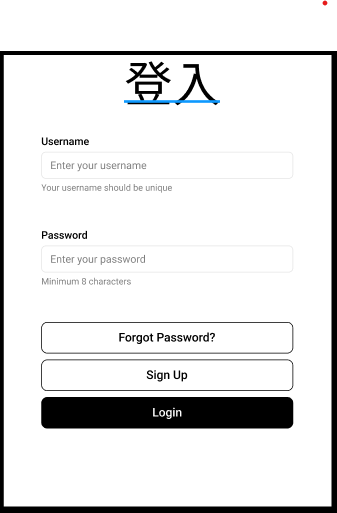 登入
Username
Enter your username
Your username should be unique
Password
Enter your password
Minimum 8 characters
Forgot Password?
Sign Up
Login